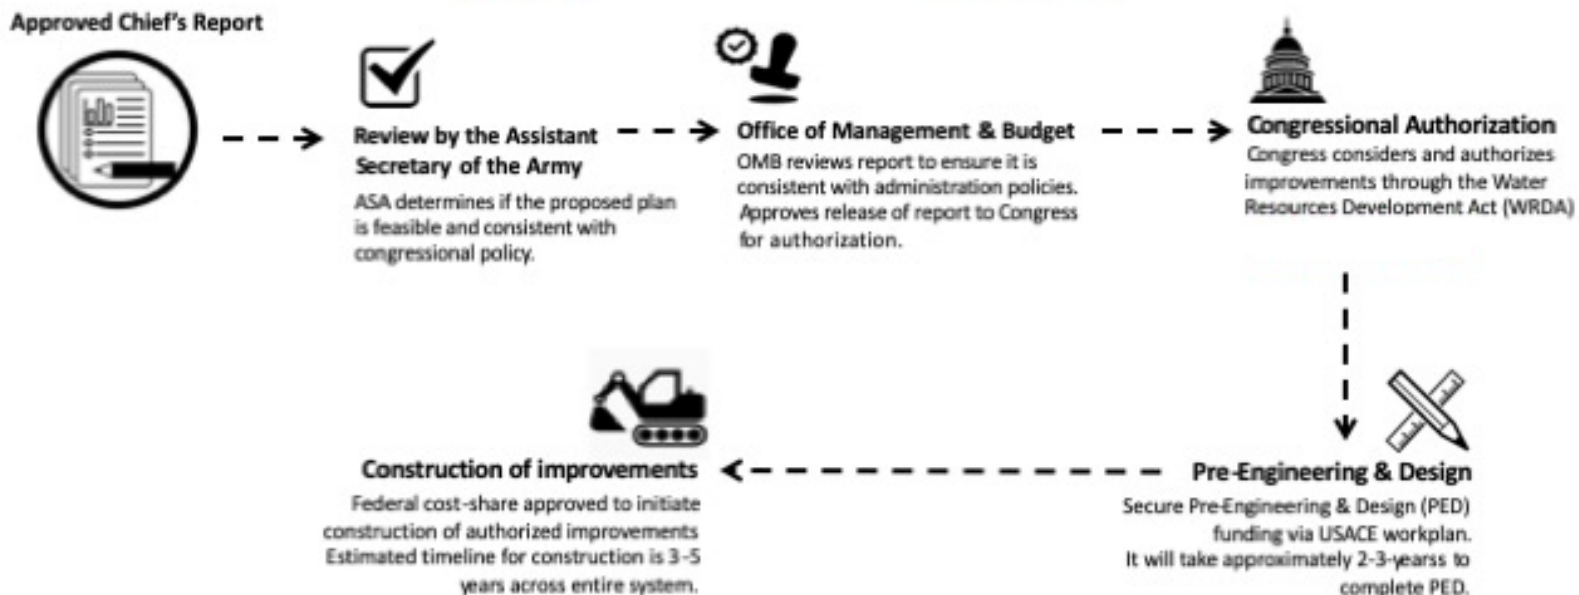 Approved Chief's Report
Review by the Assistant
Secretary of the Army
ASA determines if the proposed plan
is feasible and consistent with
congressional policy.
Office of Management & Budget
OMB reviews report to ensure it is
consistent with administration policies.
Approves release of report to Congress
for authorization.
Congressional Authorization
Congress considers and authorizes
improvements through the Water
Resources Development Act (WRDA)
Pre-Engineering & Design
Secure Pre-Engineering & Design (PED)
funding via USACE workplan.
It will take approximately 2-3-yearss to
complete PED.
Construction of improvements
Federal cost-share approved to initiate
construction of authorized improvements
Estimated timeline for construction is 3-5
years across entire system.